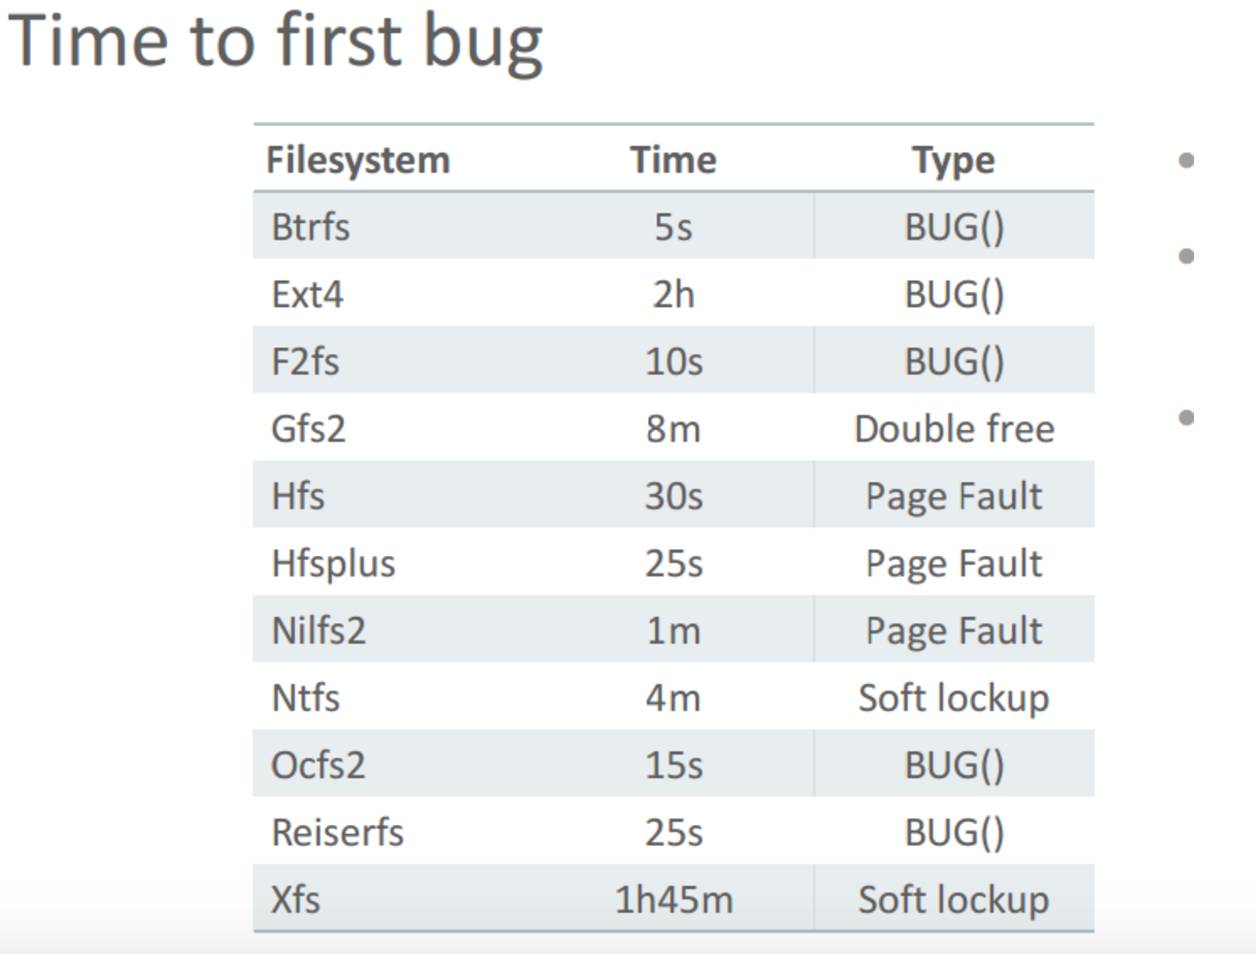 Time to first bug
Filesystem Time Type
Btrfs 5s BUG()
Ext4 2h BUG()
F2fs 10s BUG()
Gfs2 8m Double free
Hfs 30s Page Fault
Hfsplus 25s Page Fault
Nilfs2 1m Page Fault
Ntfs 4m Soft lockup
Ocfs2 15s BUG()
Reiserfs 25s BUG()
Xfs 1h45m Soft lockup